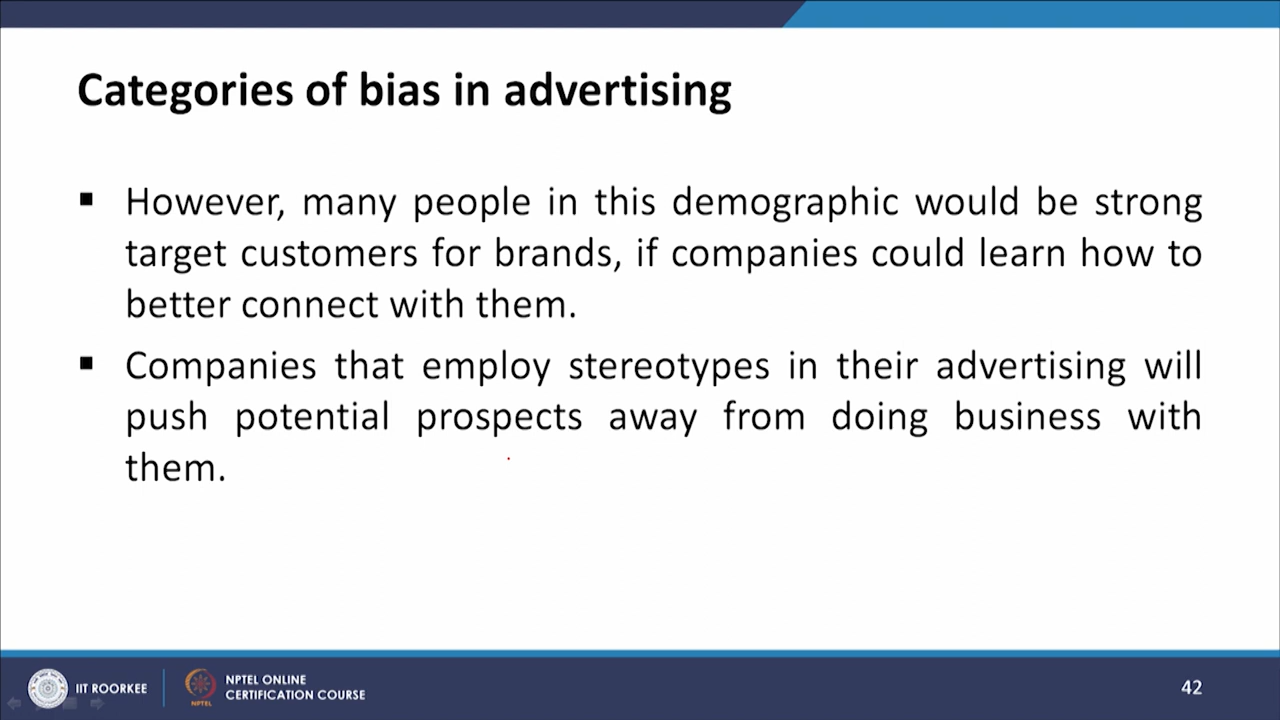 Categories of bias in advertising
▪ However, many people in this demographic would be strong
target customers for brands, if companies could learn how to
better connect with them.
▪ Companies that employ stereotypes in their advertising will
push potential prospects away from doing business with
them.
IIT ROORKEE
NPTEL
NPTEL ONLINE
CERTIFICATION COURSE
42